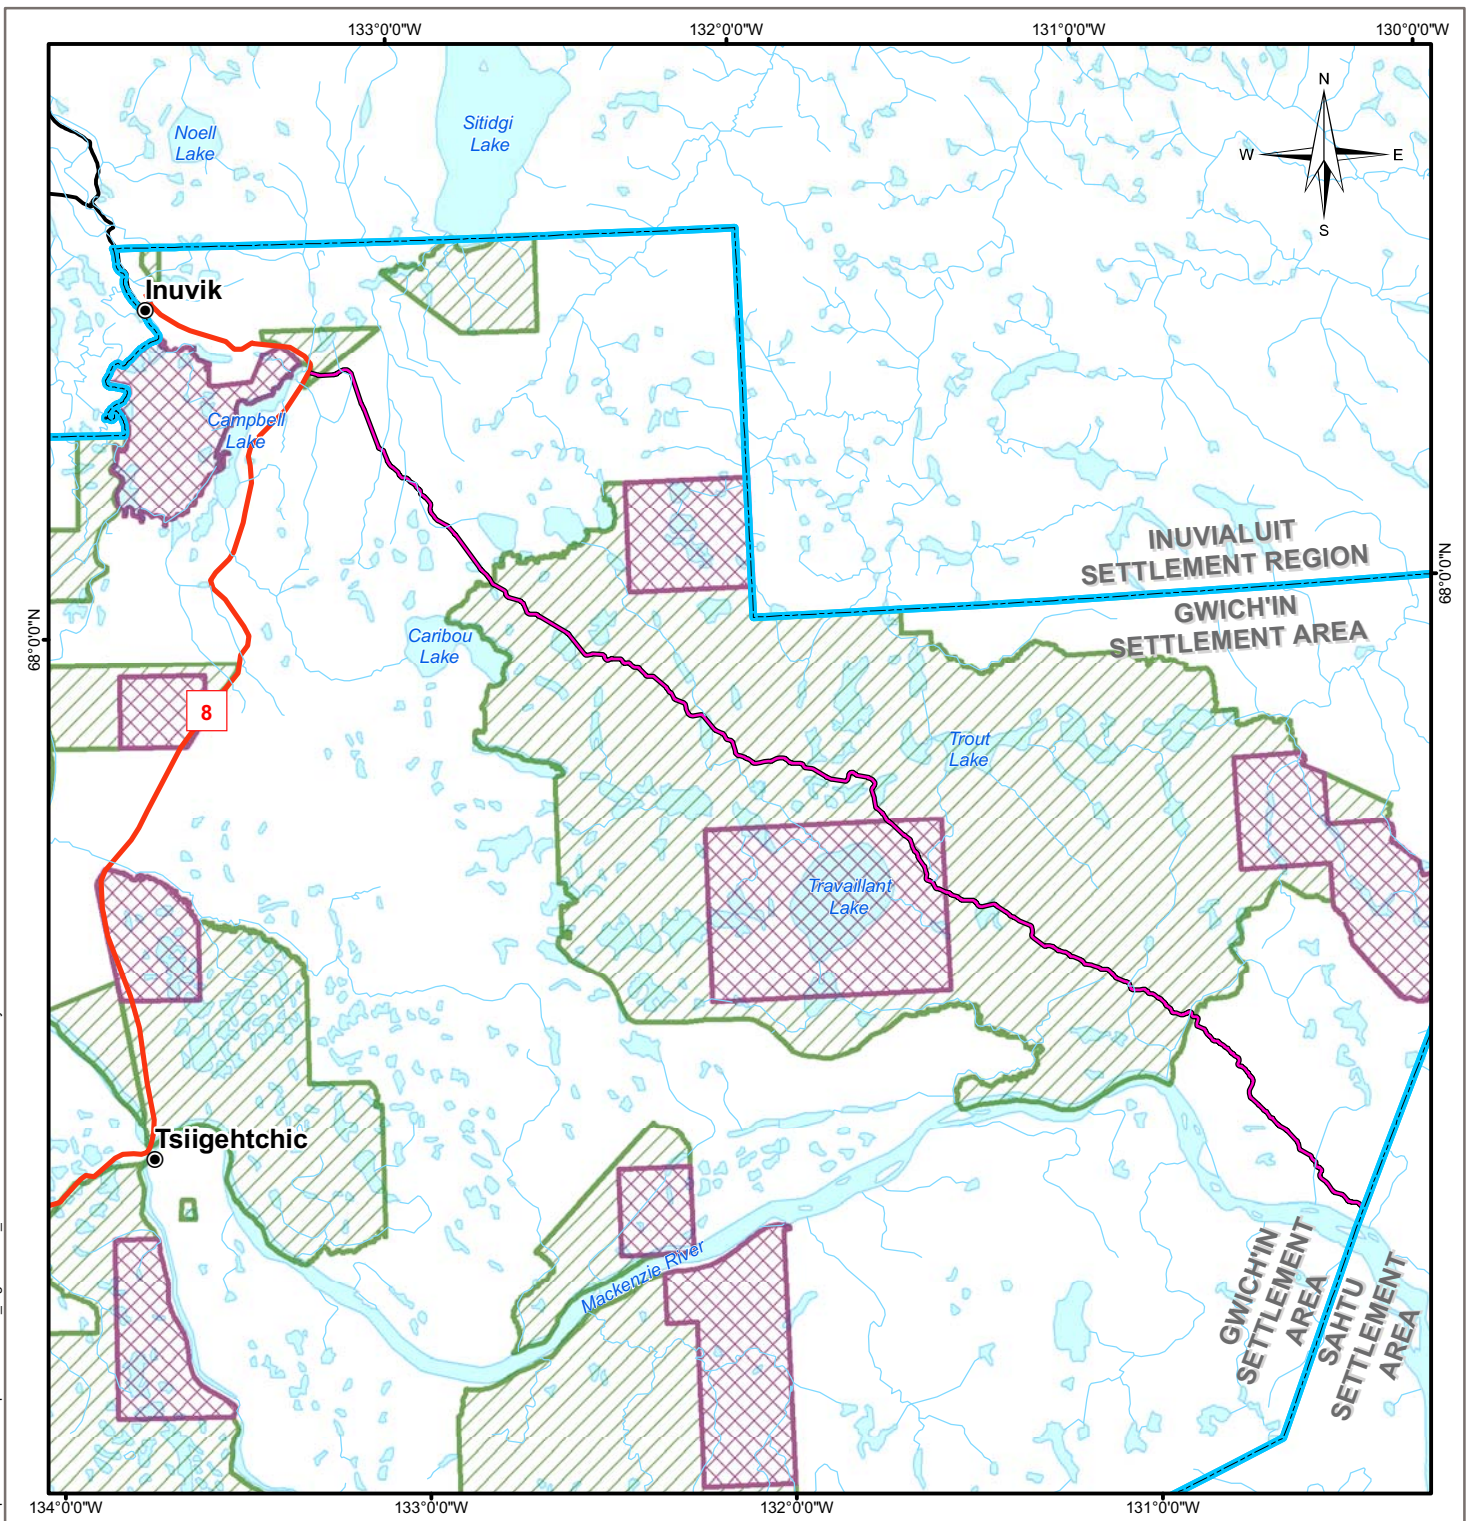 133°0'0"W
132°0'0"W
131°0'0"W
130°0'0"W
N
W
E
S
Noell
Lake
Sitidgi
Lake
Inuvik
Campbell
Lake
INUVIALUIT
SETTLEMENT REGION
68°0'0"N
GWICH'IN
SETTLEMENT AREA
68°0'0"N
Caribou
Lake
8
Trout
Lake
Travaillant
Lake
Tsiigehtchic
Mackenzie River
GWICH'IN
SETTLEMENT
AREA
SAHTU
SETTLEMENT
AREA
134°0'0"W
133°0'0"W
132°0'0"W
131°0'0"W